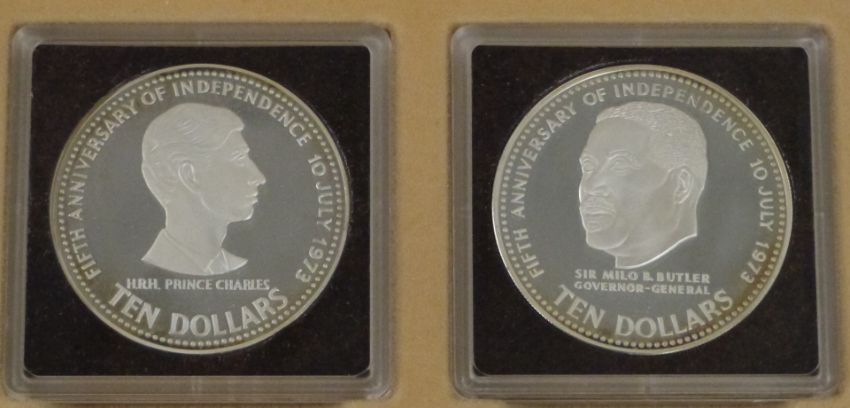 FIFTH ANNIVERSARY OF INDEPENDENCE 10 JULY 1973
H.R.H. PRINCE CHARLES
TEN DOLLARS
FIFTH ANNIVERSARY OF INDEPENDENCE 10 JULY 1973
SIR MILO B. BUTLER
GOVERNOR-GENERAL
TEN DOLLARS